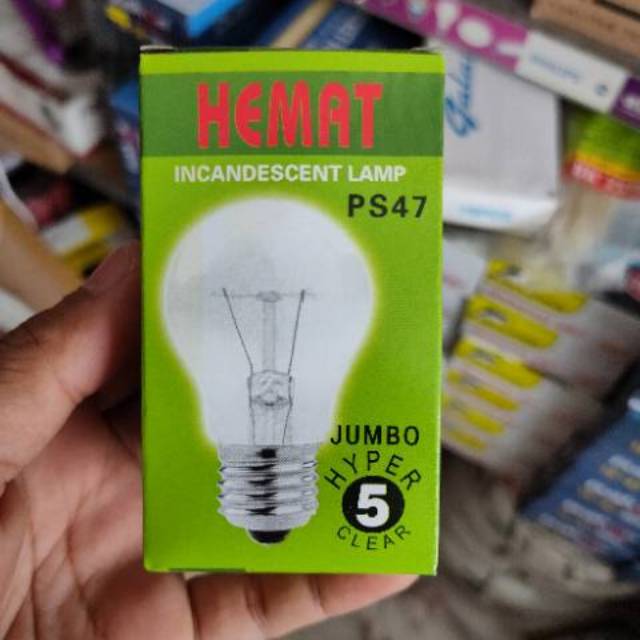 HEMAT
INCANDESCENT LAMP
PS47
JUMBO
HYPER
5
CLEAR